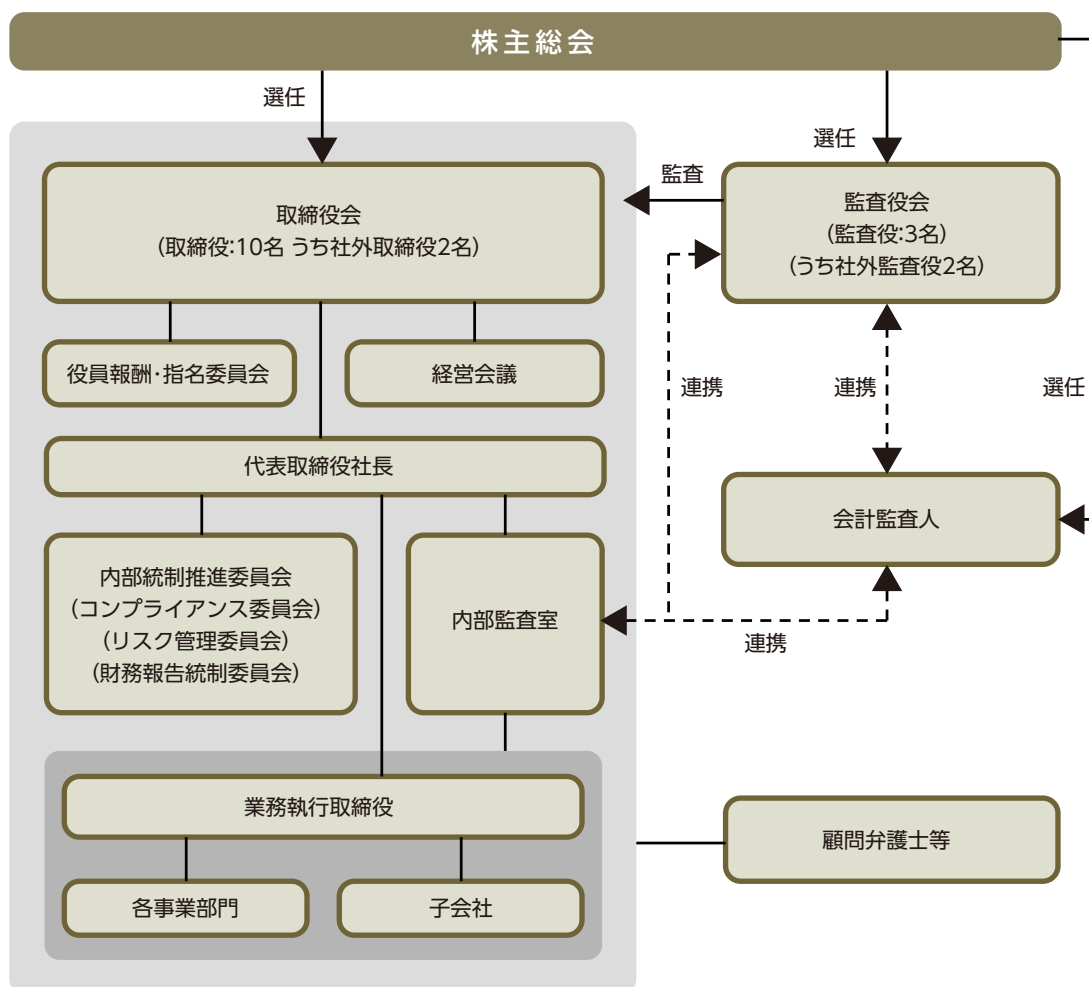 株主総会
選任
選任
取締役会
(取締役:10名 うち社外取締役2名)
監査
監査役会
(監査役:3名)
(うち社外監査役2名)
役員報酬・指名委員会
経営会議
連携
連携
選任
代表取締役社長
会計監査人
内部統制推進委員会
(コンプライアンス委員会)
(リスク管理委員会)
(財務報告統制委員会)
内部監査室
連携
業務執行取締役
顧問弁護士等
各事業部門
子会社